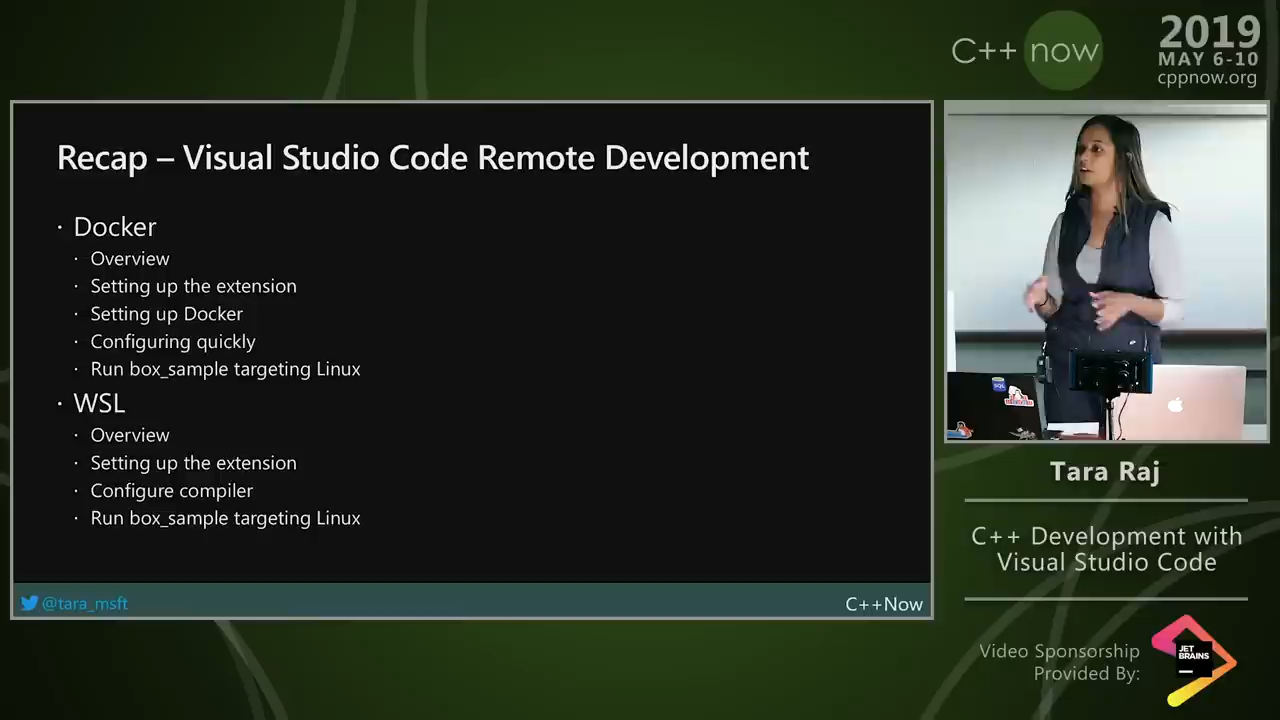 C++ now
2019
MAY 6-10
cppnow.org
Recap – Visual Studio Code Remote Development
· Docker
· Overview
· Setting up the extension
· Setting up Docker
· Configuring quickly
· Run box_sample targeting Linux
· WSL
· Overview
· Setting up the extension
· Configure compiler
· Run box_sample targeting Linux
@tara_msft
C++Now
SQL
Tara Raj
C++ Development with
Visual Studio Code
Video Sponsorship
Provided By:
JET
BRAINS